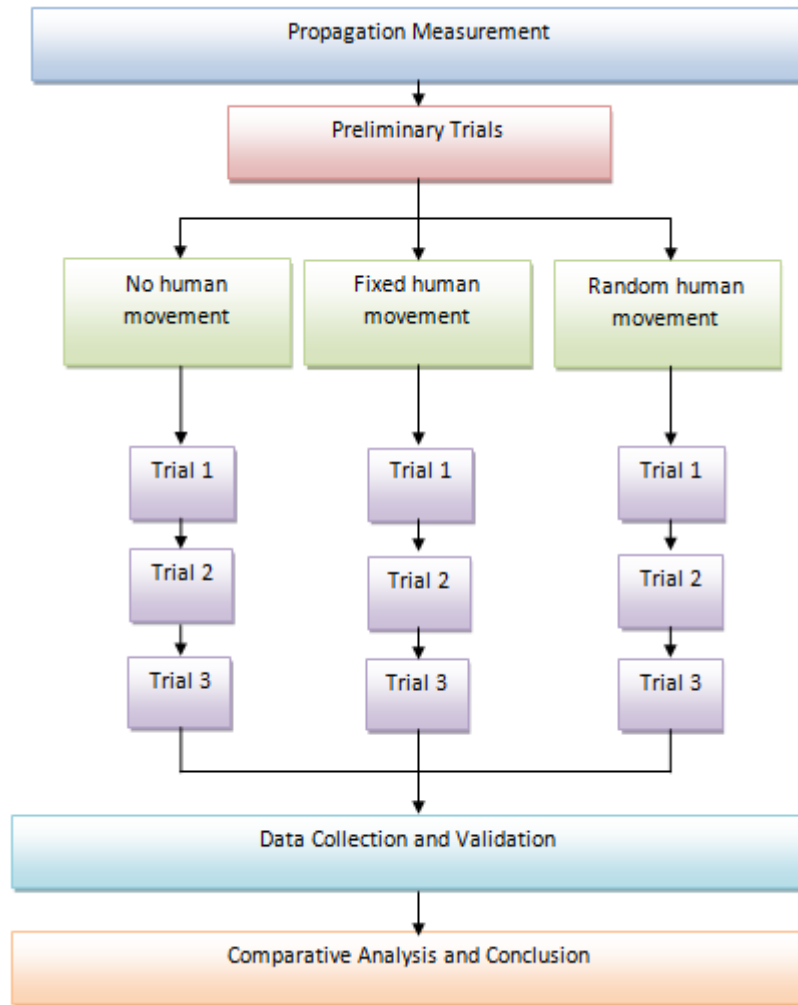 Propagation Measurement
Preliminary Trials
No human
movement
Fixed human
movement
Random human
movement
Trial 1
Trial 1
Trial 1
Trial 2
Trial 2
Trial 2
Trial 3
Trial 3
Trial 3
Data Collection and Validation
Comparative Analysis and Conclusion